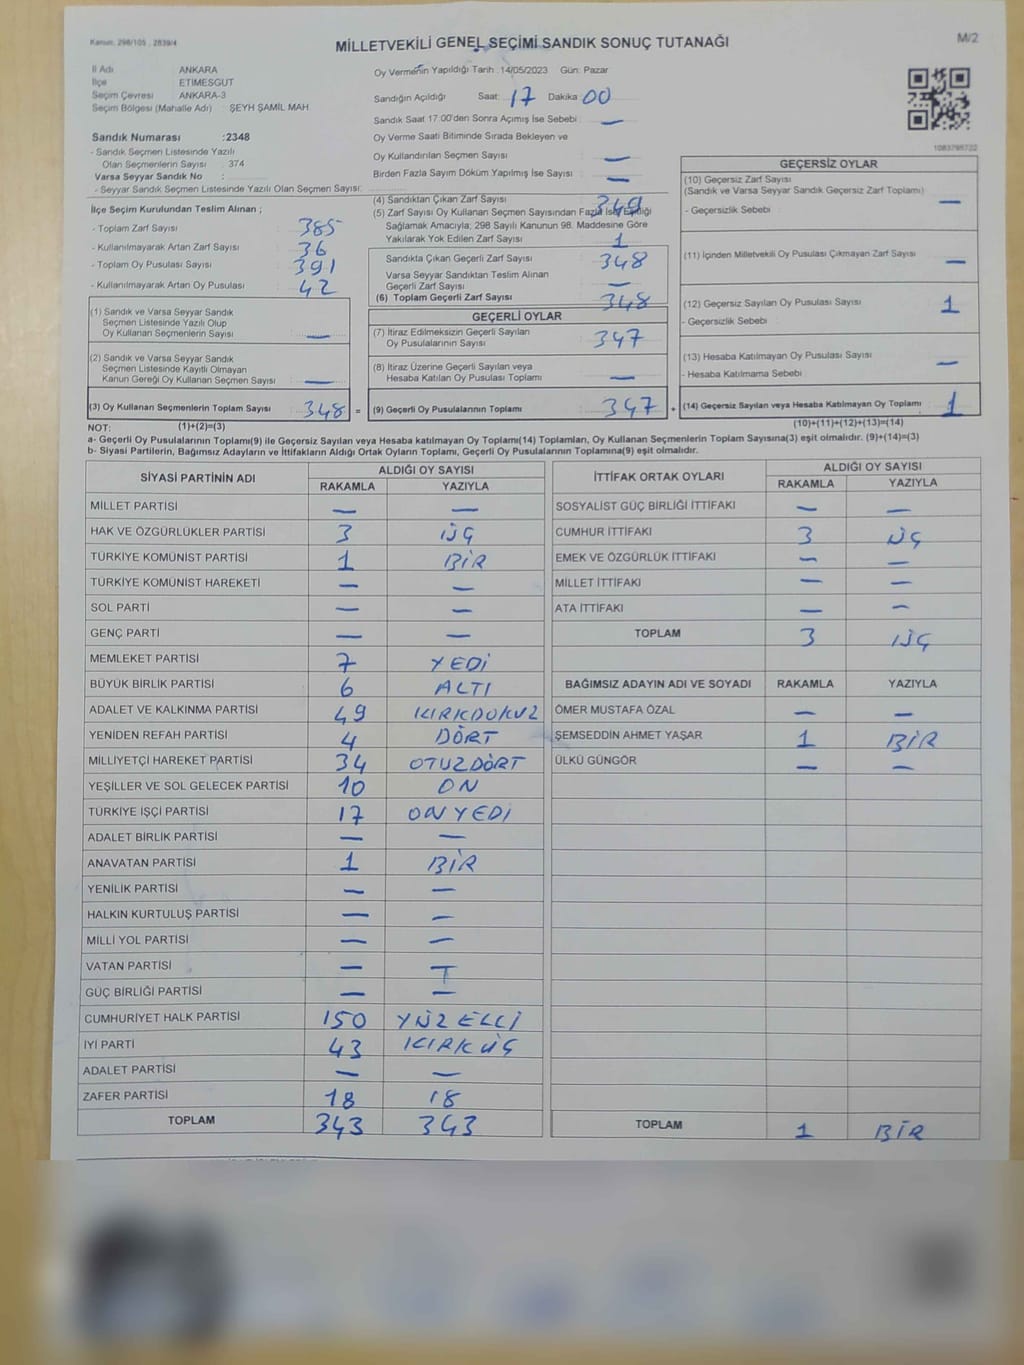 Kanun: 298/105 , 2839/4
MİLLETVEKİLİ GENEL SEÇİMİ SANDIK SONUÇ TUTANAĞI
M/2
İl Adı ANKARA
İlçe ETİMESGUT
Seçim Çevresi ANKARA-3
Seçim Bölgesi (Mahalle Adı) : ŞEYH ŞAMİL MAH.
Sandık Numarası :2348
- Sandık Seçmen Listesinde Yazılı
Olan Seçmenlerin Sayısı : 374
Varsa Seyyar Sandık No :
- Seyyar Sandık Seçmen Listesinde Yazılı Olan Seçmen Sayısı:
Oy Vermenin Yapıldığı Tarih :14/05/2023 Gün: Pazar
Sandığın Açıldığı Saat: 17 Dakika 00
Sandık Saat 17:00'den Sonra Açımış İse Sebebi : —
Oy Verme Saati Bitiminde Sırada Bekleyen ve
Oy Kullandırılan Seçmen Sayısı : —
Birden Fazla Sayım Döküm Yapılmış İse Sayısı : —
1083795722
İlçe Seçim Kurulundan Teslim Alınan ;
- Toplam Zarf Sayısı : 385
- Kullanılmayarak Artan Zarf Sayısı : 36
- Toplam Oy Pusulası Sayısı : 391
- Kullanılmayarak Artan Oy Pusulası : 42
(4) Sandıktan Çıkan Zarf Sayısı : 349
(5) Zarf Sayısı Oy Kullanan Seçmen Sayısından Fazla İse Eşitliği
Sağlamak Amacıyla; 298 Sayılı Kanunun 98. Maddesine Göre
Yakılarak Yok Edilen Zarf Sayısı : 1
Sandıkta Çıkan Geçerli Zarf Sayısı : 348
Varsa Seyyar Sandıktan Teslim Alınan
Geçerli Zarf Sayısı : —
(6) Toplam Geçerli Zarf Sayısı : 348
GEÇERSİZ OYLAR
(10) Geçersiz Zarf Sayısı
(Sandık ve Varsa Seyyar Sandık Geçersiz Zarf Toplamı) : —
- Geçersizlik Sebebi :
(11) İçinden Milletvekili Oy Pusulası Çıkmayan Zarf Sayısı : —
(12) Geçersiz Sayılan Oy Pusulası Sayısı : 1
- Geçersizlik Sebebi :
(13) Hesaba Katılmayan Oy Pusulası Sayısı : —
- Hesaba Katılmama Sebebi :
(14) Geçersiz Sayılan veya Hesaba Katılmayan Oy Toplamı : 1
(10)+(11)+(12)+(13)=(14)
(1) Sandık ve Varsa Seyyar Sandık
Seçmen Listesinde Yazılı Olup
Oy Kullanan Seçmenlerin Sayısı : —
(2) Sandık ve Varsa Seyyar Sandık
Seçmen Listesinde Kayıtlı Olmayan
Kanun Gereği Oy Kullanan Seçmen Sayısı : —
(3) Oy Kullanan Seçmenlerin Toplam Sayısı : 348 =
GEÇERLİ OYLAR
(7) İtiraz Edilmeksizin Geçerli Sayılan
Oy Pusulalarının Sayısı : 347
(8) İtiraz Üzerine Geçerli Sayılan veya
Hesaba Katılan Oy Pusulası Toplamı : —
(9) Geçerli Oy Pusulalarının Toplamı : 347 +
NOT: (1)+(2)=(3)
a- Geçerli Oy Pusulalarının Toplamı(9) ile Geçersiz Sayılan veya Hesaba katılmayan Oy Toplamı(14) Toplamları, Oy Kullanan Seçmenlerin Toplam Sayısına(3) eşit olmalıdır. (9)+(14)=(3)
b- Siyasi Partilerin, Bağımsız Adayların ve İttifakların Aldığı Ortak Oyların Toplamı, Geçerli Oy Pusulalarının Toplamına(9) eşit olmalıdır.
SİYASİ PARTİNİN ADI ALDIĞI OY SAYISI
RAKAMLA YAZIYLA
MİLLET PARTİSİ — —
HAK VE ÖZGÜRLÜKLER PARTİSİ 3 ÜÇ
TÜRKİYE KOMÜNİST PARTİSİ 1 BİR
TÜRKİYE KOMÜNİST HAREKETİ — —
SOL PARTİ — —
GENÇ PARTİ — —
MEMLEKET PARTİSİ 7 YEDİ
BÜYÜK BİRLİK PARTİSİ 6 ALTI
ADALET VE KALKINMA PARTİSİ 49 KIRKDOKUZ
YENİDEN REFAH PARTİSİ 4 DÖRT
MİLLİYETÇİ HAREKET PARTİSİ 34 OTUZDÖRT
YEŞİLLER VE SOL GELECEK PARTİSİ 10 ON
TÜRKİYE İŞÇİ PARTİSİ 17 ONYEDİ
ADALET BİRLİK PARTİSİ — —
ANAVATAN PARTİSİ 1 BİR
YENİLİK PARTİSİ — —
HALKIN KURTULUŞ PARTİSİ — —
MİLLİ YOL PARTİSİ — —
VATAN PARTİSİ — —
GÜÇ BİRLİĞİ PARTİSİ — —
CUMHURİYET HALK PARTİSİ 150 YÜZELLİ
İYİ PARTİ 43 KIRKÜÇ
ADALET PARTİSİ — —
ZAFER PARTİSİ 18 18
TOPLAM 343 343
İTTİFAK ORTAK OYLARI ALDIĞI OY SAYISI
RAKAMLA YAZIYLA
SOSYALİST GÜÇ BİRLİĞİ İTTİFAKI — —
CUMHUR İTTİFAKI 3 ÜÇ
EMEK VE ÖZGÜRLÜK İTTİFAKI — —
MİLLET İTTİFAKI — —
ATA İTTİFAKI — —
TOPLAM 3 ÜÇ
BAĞIMSIZ ADAYIN ADI VE SOYADI RAKAMLA YAZIYLA
ÖMER MUSTAFA ÖZAL — —
ŞEMSEDDİN AHMET YAŞAR 1 BİR
ÜLKÜ GÜNGÖR — —
TOPLAM 1 BİR